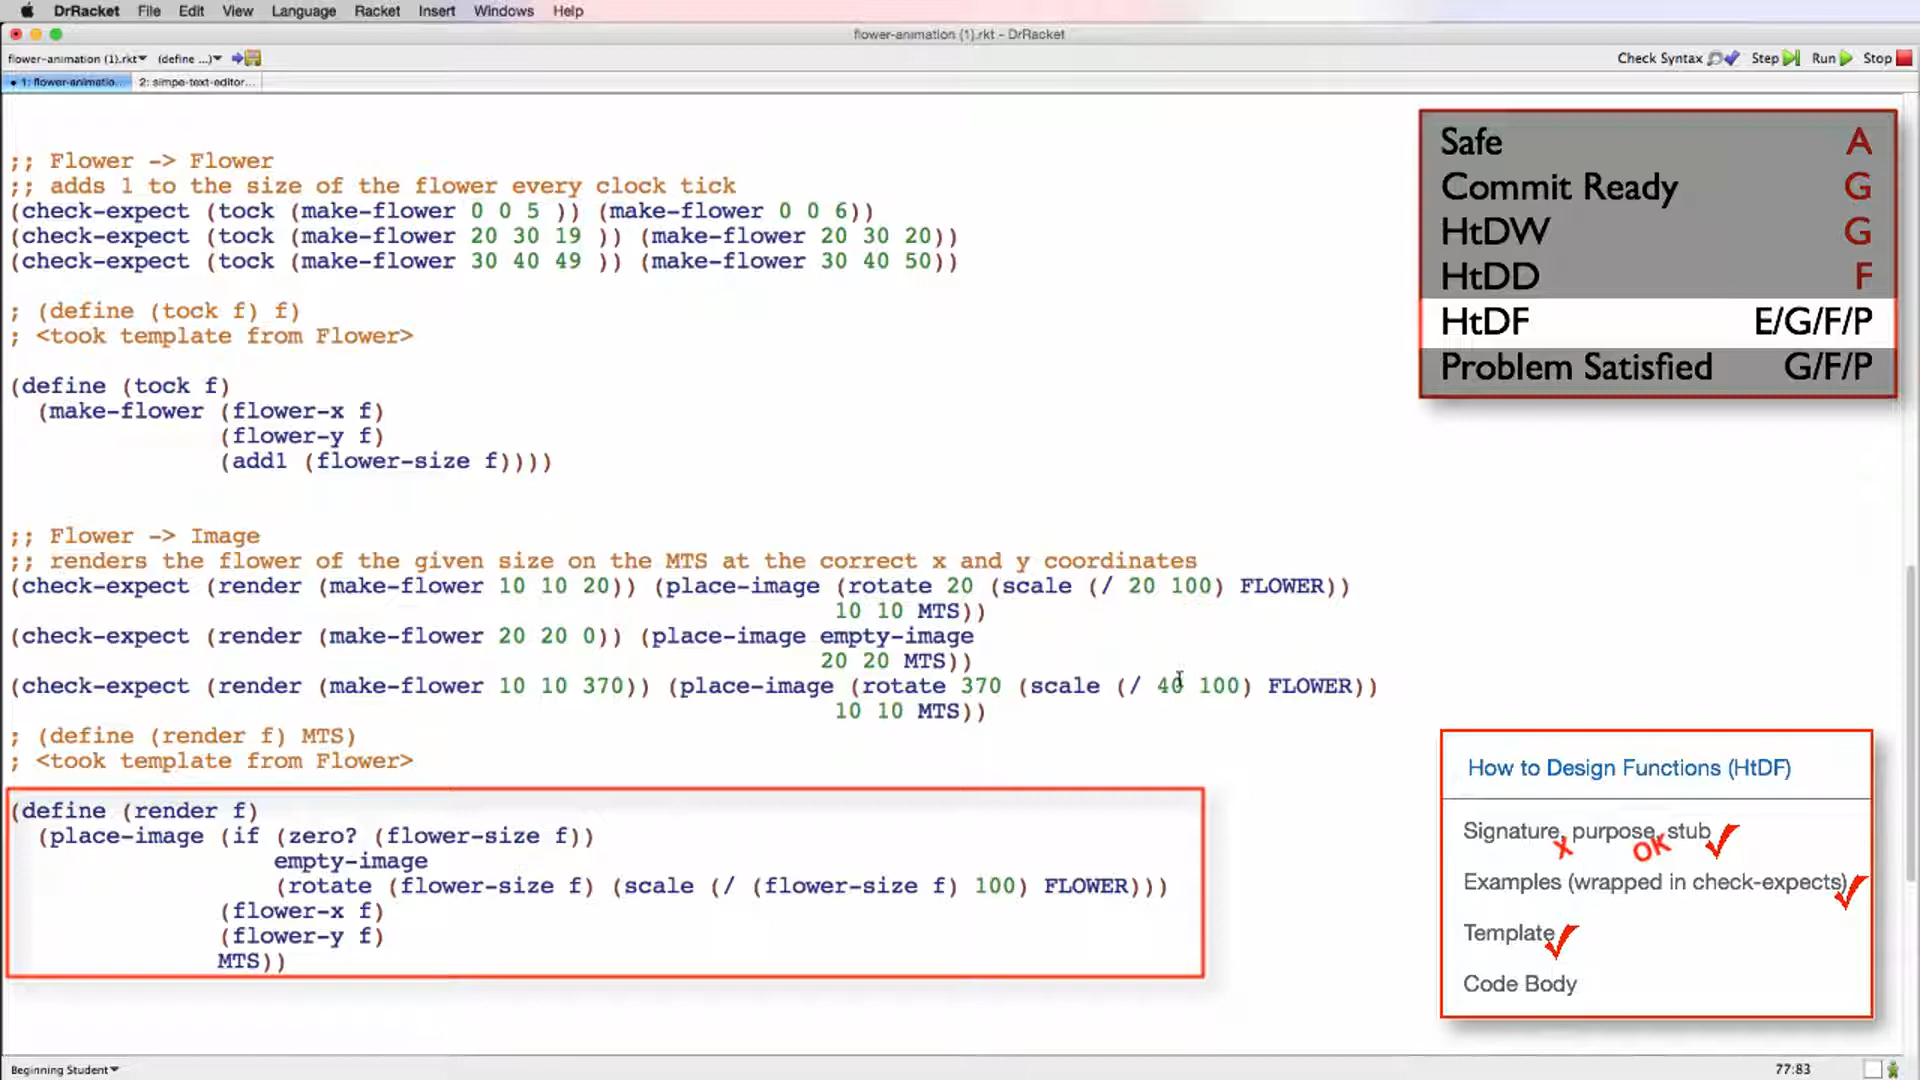 DrRacket File Edit View Language Racket Insert Windows Help
flower-animation (1).rkt - DrRacket
flower-animation (1).rkt (define ...) Check Syntax Step Run Stop
1: flower-animatio... 2: simpe-text-editor...
;; Flower -> Flower
;; adds 1 to the size of the flower every clock tick
(check-expect (tock (make-flower 0 0 5 )) (make-flower 0 0 6))
(check-expect (tock (make-flower 20 30 19 )) (make-flower 20 30 20))
(check-expect (tock (make-flower 30 40 49 )) (make-flower 30 40 50))
; (define (tock f) f)
; <took template from Flower>
(define (tock f)
(make-flower (flower-x f)
(flower-y f)
(add1 (flower-size f))))
;; Flower -> Image
;; renders the flower of the given size on the MTS at the correct x and y coordinates
(check-expect (render (make-flower 10 10 20)) (place-image (rotate 20 (scale (/ 20 100) FLOWER))
10 10 MTS))
(check-expect (render (make-flower 20 20 0)) (place-image empty-image
20 20 MTS))
(check-expect (render (make-flower 10 10 370)) (place-image (rotate 370 (scale (/ 40 100) FLOWER))
10 10 MTS))
; (define (render f) MTS)
; <took template from Flower>
(define (render f)
(place-image (if (zero? (flower-size f))
empty-image
(rotate (flower-size f) (scale (/ (flower-size f) 100) FLOWER)))
(flower-x f)
(flower-y f)
MTS))
Safe A
Commit Ready G
HtDW G
HtDD F
HtDF E/G/F/P
Problem Satisfied G/F/P
How to Design Functions (HtDF)
Signature, purpose, stub
X OK
Examples (wrapped in check-expects)
Template
Code Body
Beginning Student 77:83